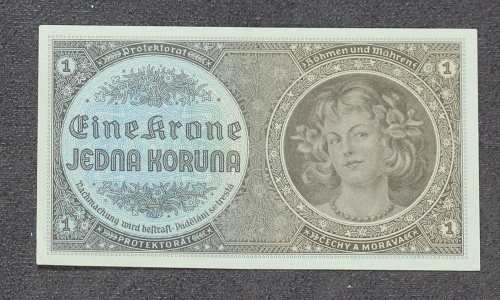 Protektorat
Böhmen und Mähren
1
1
Eine Krone
JEDNA KORUNA
Nachmachung wird bestraft · Padělání se trestá
1
1
PROTEKTORÁT
ČECHY A MORAVA